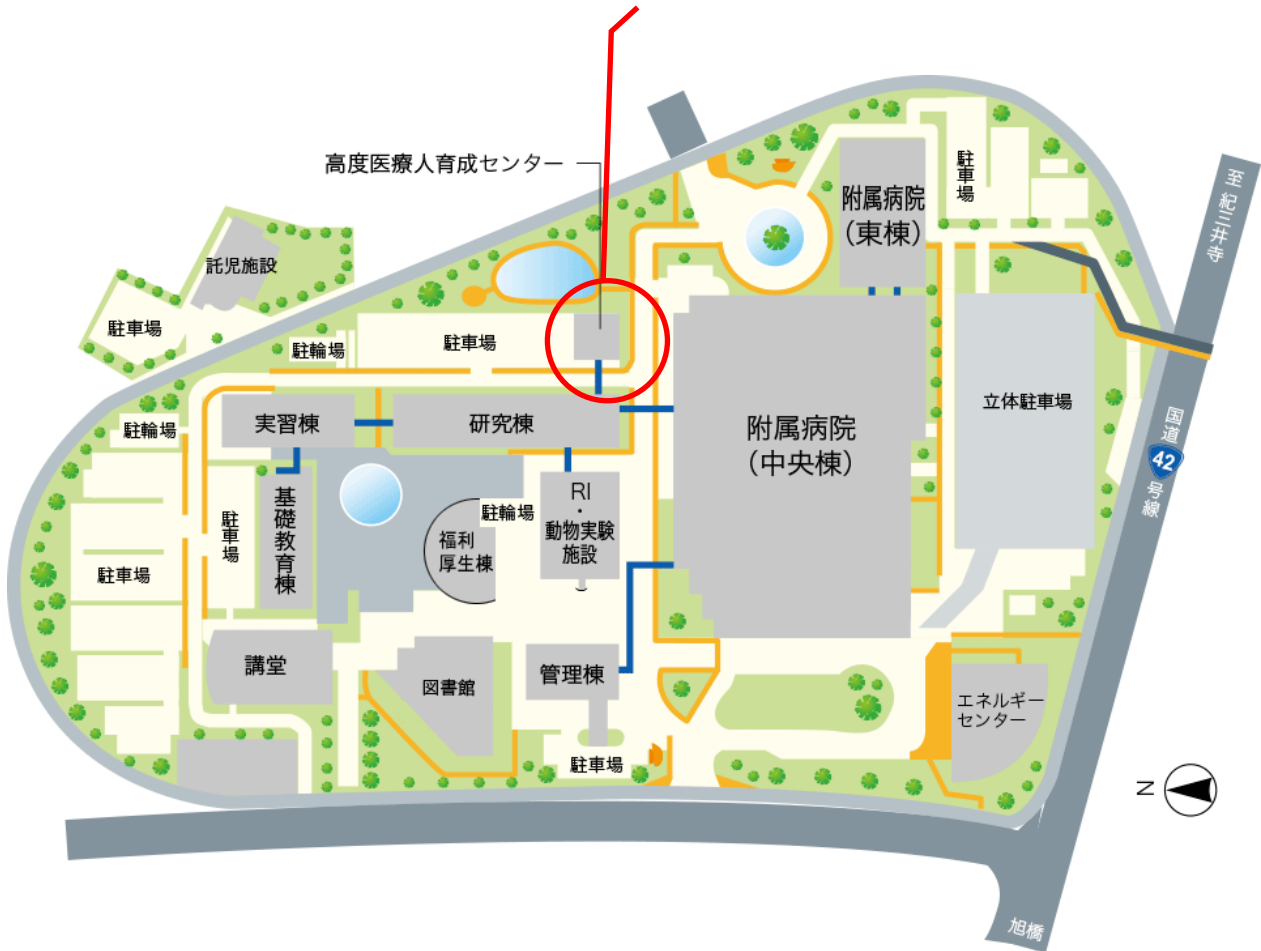 高度医療人育成センター
駐車場
附属病院
(東棟)
至 紀三井寺
託児施設
駐車場
駐輪場
駐車場
立体駐車場
実習棟
研究棟
附属病院
(中央棟)
駐輪場
国道
42
号線
RI
・
動物実験
施設
基礎教育棟
駐車場
駐輪場
福利
厚生棟
駐車場
講堂
図書館
管理棟
エネルギー
センター
駐車場
N
旭橋